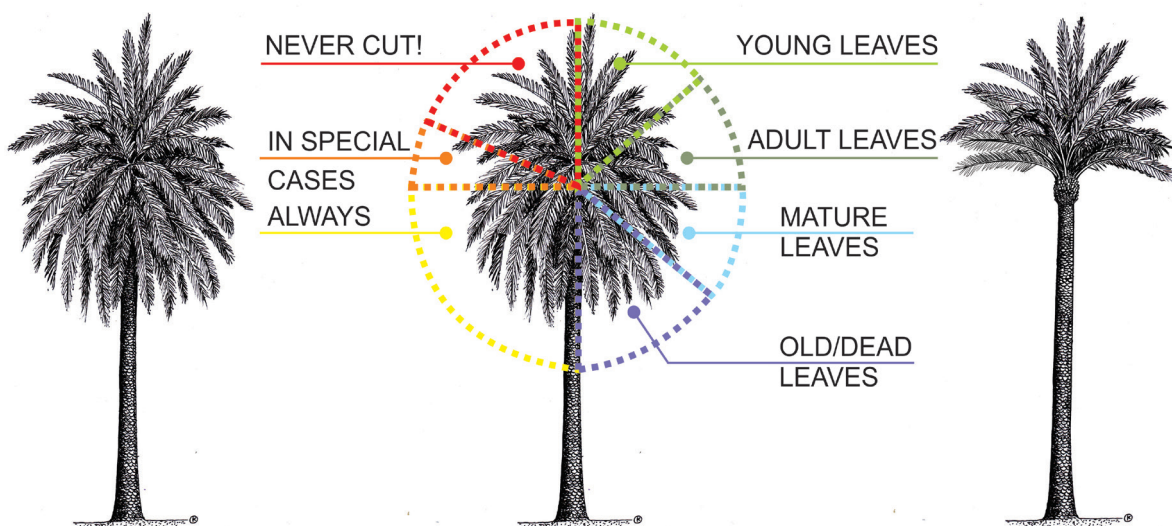 NEVER CUT!
IN SPECIAL
CASES
ALWAYS
YOUNG LEAVES
ADULT LEAVES
MATURE
LEAVES
OLD/DEAD
LEAVES
®
®
®